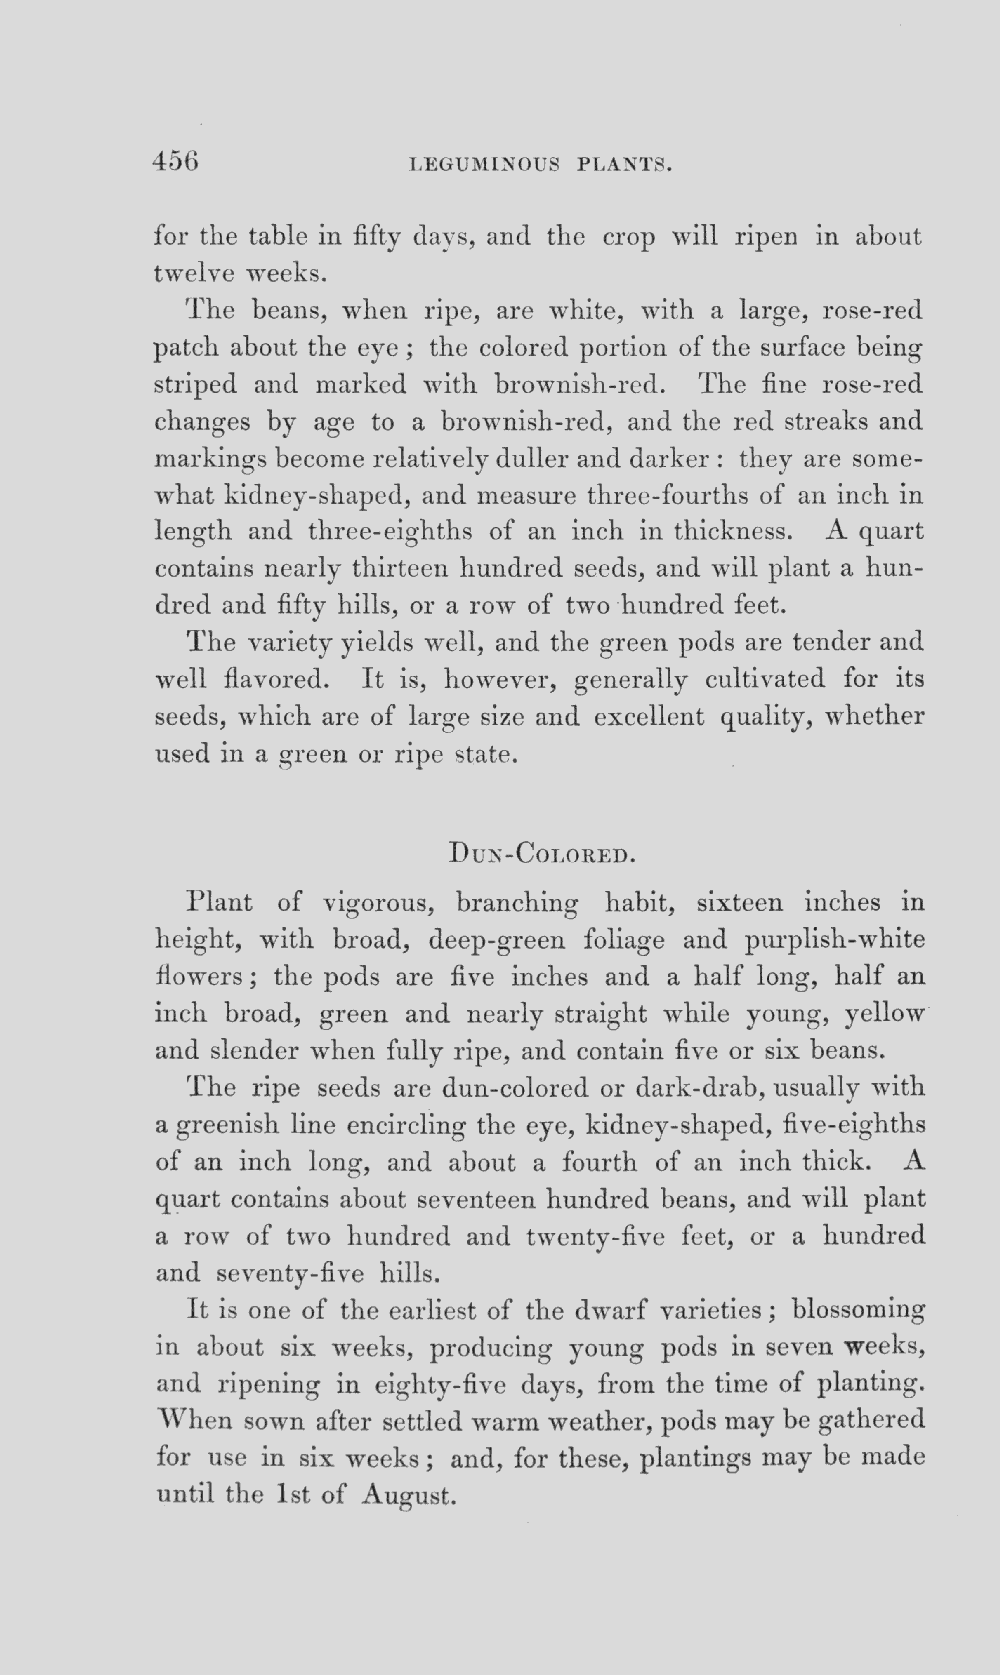 456 LEGUMINOUS PLANTS.
for the table in fifty days, and the crop will ripen in about
twelve weeks.
The beans, when ripe, are white, with a large, rose-red
patch about the eye; the colored portion of the surface being
striped and marked with brownish-red. The fine rose-red
changes by age to a brownish-red, and the red streaks and
markings become relatively duller and darker: they are some-
what kidney-shaped, and measure three-fourths of an inch in
length and three-eighths of an inch in thickness. A quart
contains nearly thirteen hundred seeds, and will plant a hun-
dred and fifty hills, or a row of two hundred feet.
The variety yields well, and the green pods are tender and
well flavored. It is, however, generally cultivated for its
seeds, which are of large size and excellent quality, whether
used in a green or ripe state.
DUN-COLORED.
Plant of vigorous, branching habit, sixteen inches in
height, with broad, deep-green foliage and purplish-white
flowers; the pods are five inches and a half long, half an
inch broad, green and nearly straight while young, yellow
and slender when fully ripe, and contain five or six beans.
The ripe seeds are dun-colored or dark-drab, usually with
a greenish line encircling the eye, kidney-shaped, five-eighths
of an inch long, and about a fourth of an inch thick. A
quart contains about seventeen hundred beans, and will plant
a row of two hundred and twenty-five feet, or a hundred
and seventy-five hills.
It is one of the earliest of the dwarf varieties; blossoming
in about six weeks, producing young pods in seven weeks,
and ripening in eighty-five days, from the time of planting.
When sown after settled warm weather, pods may be gathered
for use in six weeks; and, for these, plantings may be made
until the 1st of August.